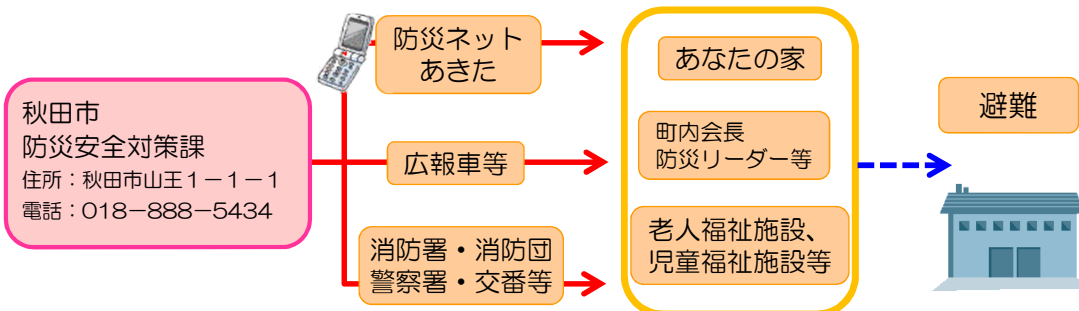 秋田市
防災安全対策課
住所：秋田市山王１－１－１
電話：018－888－5434
防災ネット
あきた
広報車等
消防署・消防団
警察署・交番等
あなたの家
町内会長
防災リーダー等
老人福祉施設、
児童福祉施設等
避難